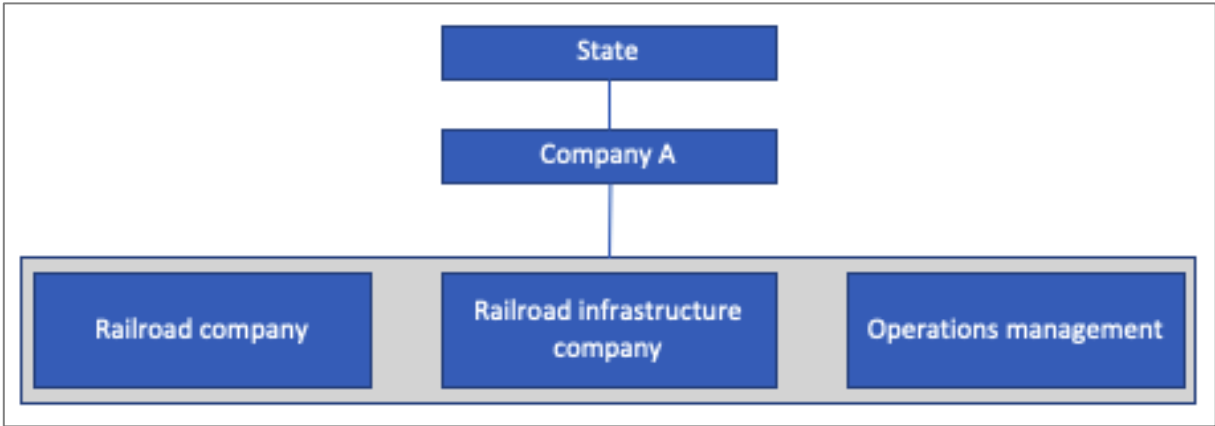 State
Company A
Railroad company
Railroad infrastructure
company
Operations management